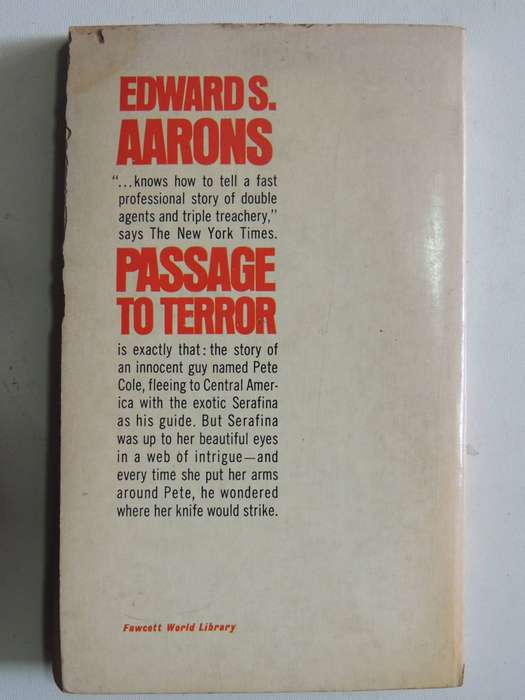 EDWARD S.
AARONS
“...knows how to tell a fast
professional story of double
agents and triple treachery,”
says The New York Times.
PASSAGE
TO TERROR
is exactly that: the story of
an innocent guy named Pete
Cole, fleeing to Central Amer-
ica with the exotic Serafina
as his guide. But Serafina
was up to her beautiful eyes
in a web of intrigue—and
every time she put her arms
around Pete, he wondered
where her knife would strike.
Fawcett World Library